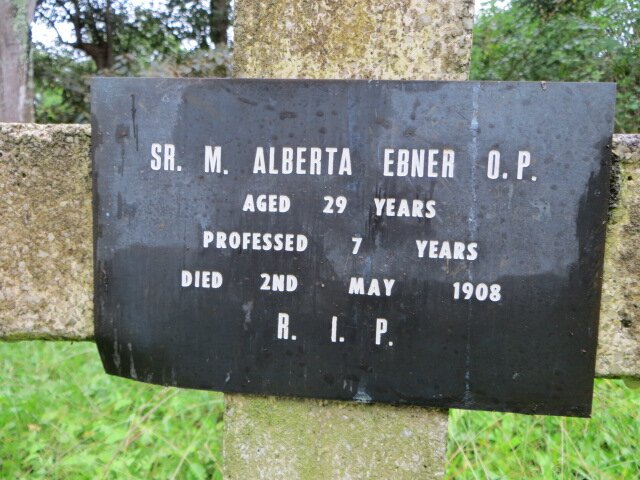 SR. M. ALBERTA EBNER O.P.
AGED 29 YEARS
PROFESSED 7 YEARS
DIED 2ND MAY 1908
R. I. P.